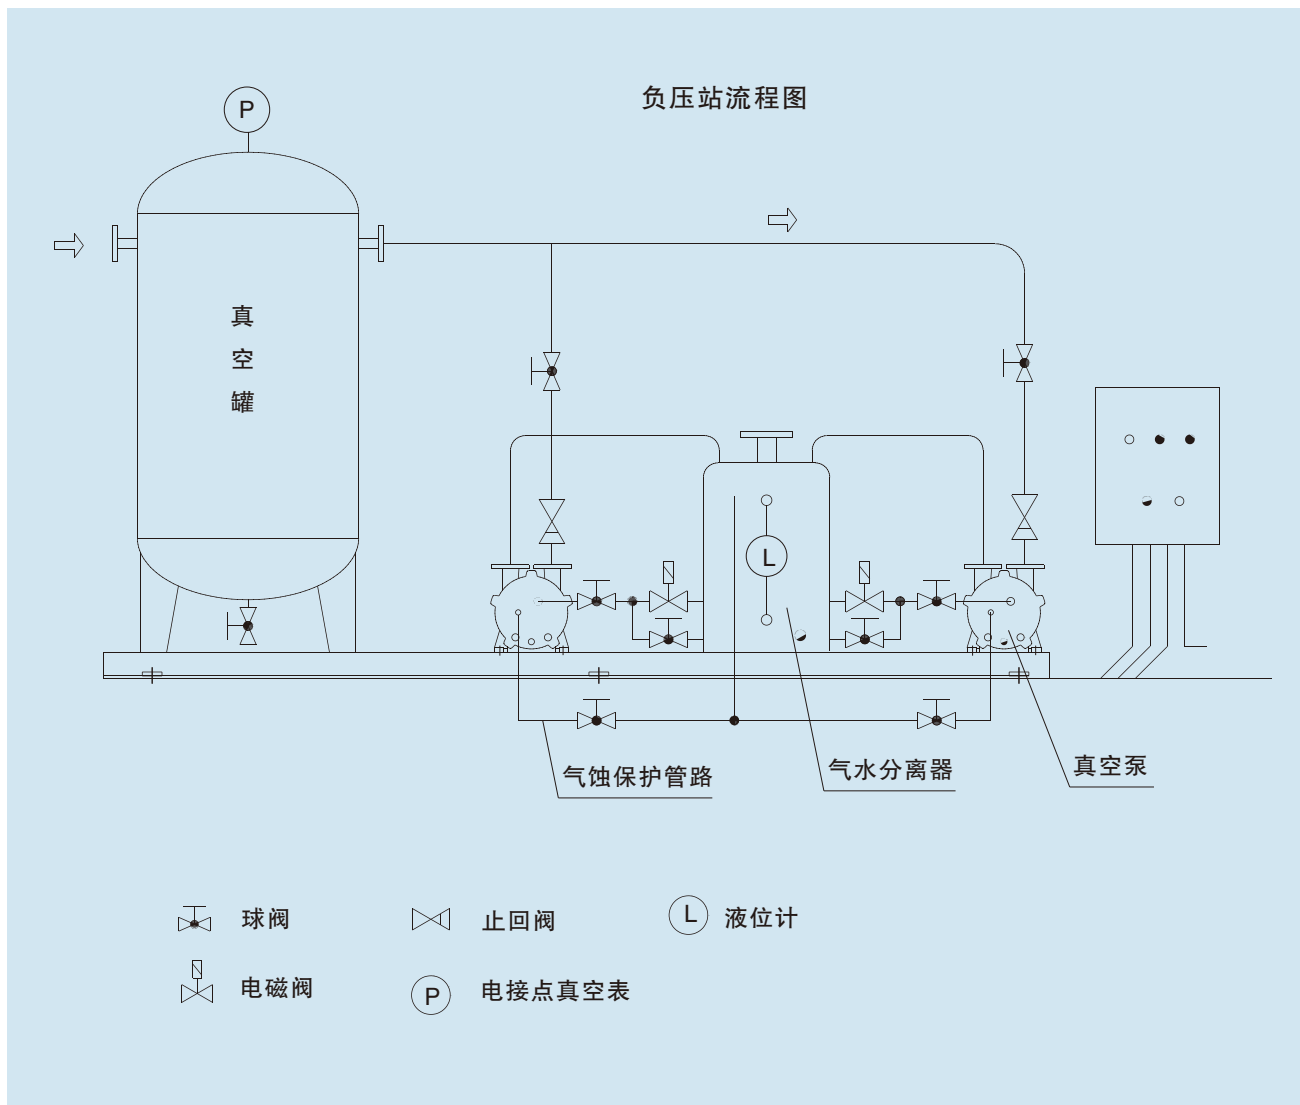 负压站流程图
P
真
空
罐
L
气蚀保护管路
气水分离器
真空泵
球阀
止回阀
L
液位计
电磁阀
P
电接点真空表